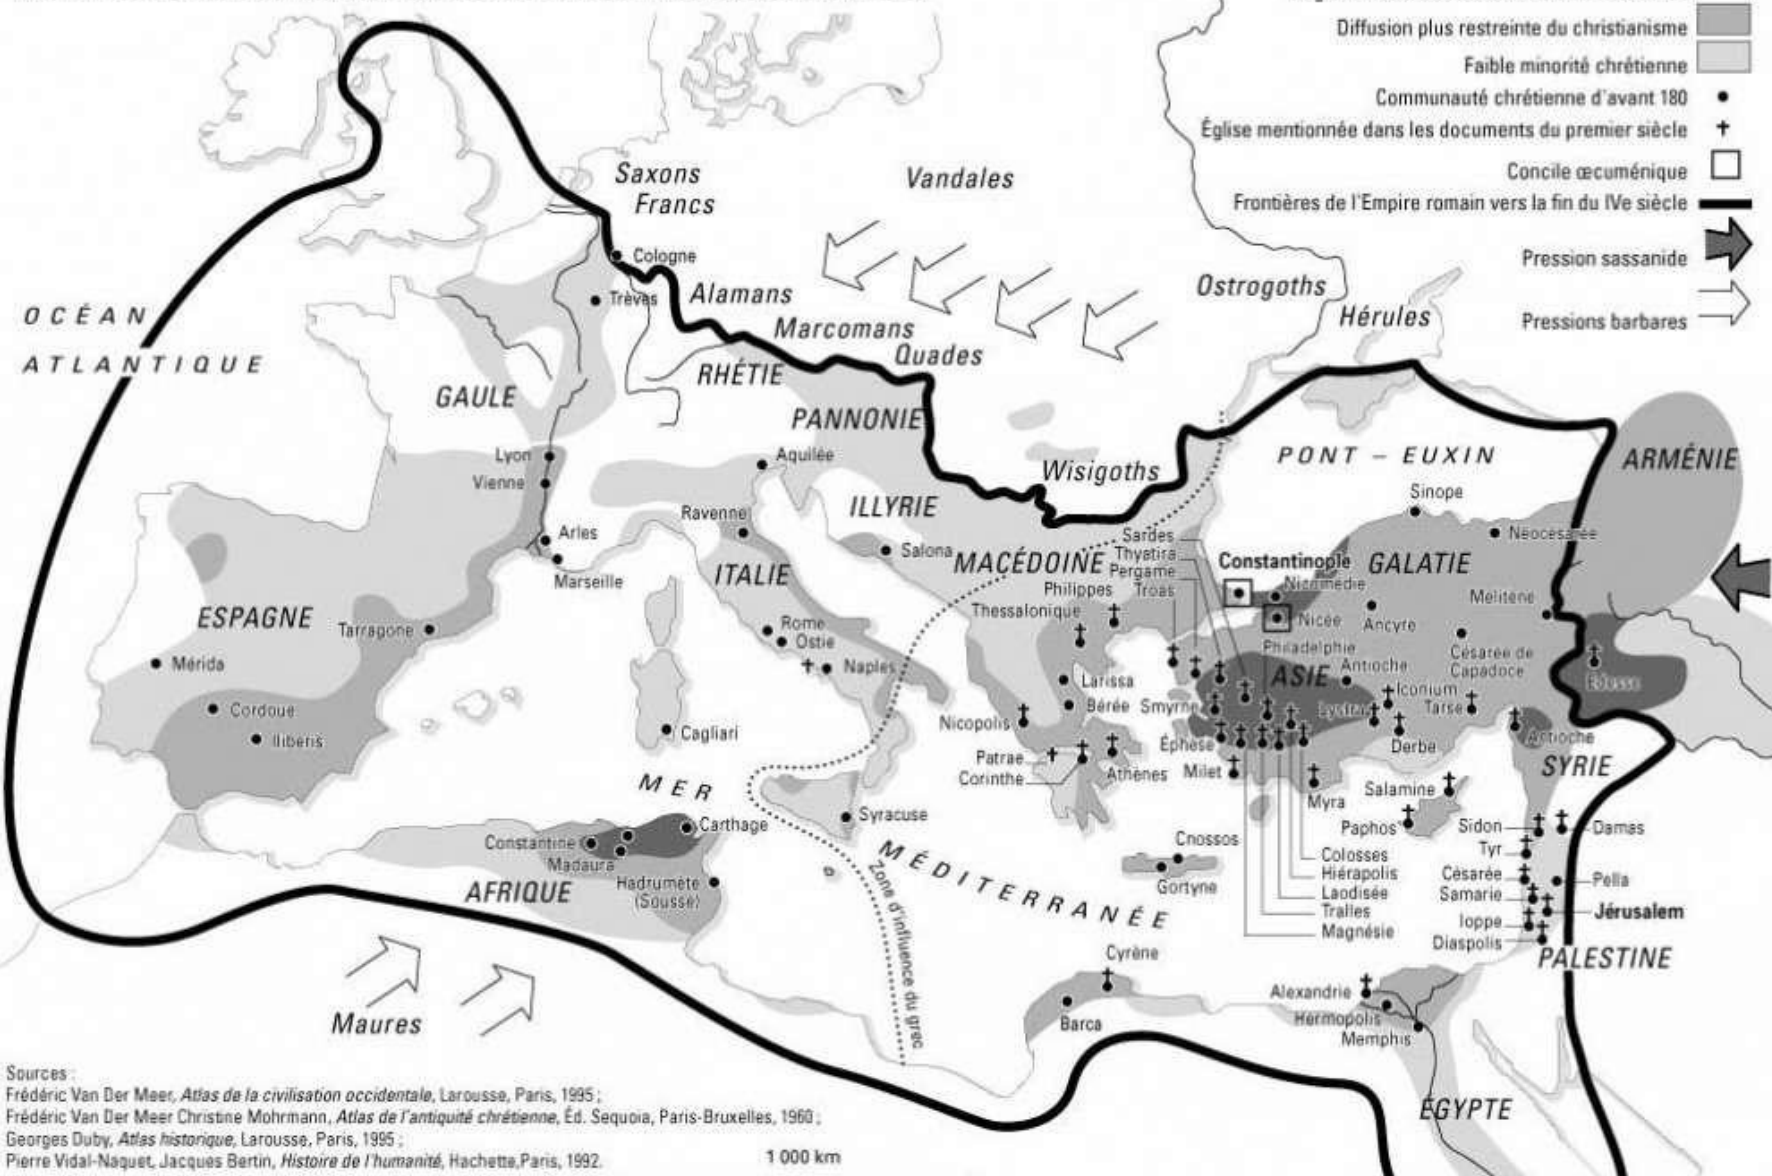 Diffusion plus restreinte du christianisme
Faible minorité chrétienne
Communauté chrétienne d'avant 180
Église mentionnée dans les documents du premier siècle
Concile œcuménique
Frontières de l'Empire romain vers la fin du IVe siècle
Pression sassanide
Pressions barbares
Saxons
Francs
Vandales
Cologne
Trèves
Alamans
Marcomans
Quades
Ostrogoths
Hérules
OCÉAN
ATLANTIQUE
GAULE
RHÉTIE
PANNONIE
Wisigoths
PONT – EUXIN
ARMÉNIE
Lyon
Vienne
Aquilée
Ravenne
ILLYRIE
Sinope
Arles
Marseille
Salona
MACÉDOINE
Sardes
Thyatira
Pergame
Troas
Constantinople
GALATIE
Néocésarée
ITALIE
Philippes
Thessalonique
Nicomédie
Nicée
Ancyre
Melitène
ESPAGNE
Tarragone
Rome
Ostie
Naples
Philadelphie
Antioche
Césarée de
Capadoce
Mérida
Larissa
Bérée
Smyrne
ASIE
Iconium
Lystra
Tarse
Edesse
Cordoue
Iliberis
Cagliari
Nicopolis
Éphèse
Derbe
Antioche
Patrae
Corinthe
Athènes
Milet
Myra
Salamine
SYRIE
MER
MÉDITERRANÉE
Syracuse
Paphos
Sidon
Damas
Carthage
Constantine
Madaura
Hadrumète
(Sousse)
AFRIQUE
Cnossos
Gortyne
Colosses
Hiérapolis
Laodisée
Tralles
Magnésie
Tyr
Césarée
Samarie
Ioppe
Diaspolis
Pella
Jérusalem
PALESTINE
Zone d'influence du grec
Cyrène
Barca
Alexandrie
Hermopolis
Memphis
ÉGYPTE
Maures
Sources :
Frédéric Van Der Meer, Atlas de la civilisation occidentale, Larousse, Paris, 1995 ;
Frédéric Van Der Meer Christine Mohrmann, Atlas de l'antiquité chrétienne, Éd. Sequoia, Paris-Bruxelles, 1960 ;
Georges Duby, Atlas historique, Larousse, Paris, 1995 ;
Pierre Vidal-Naquet, Jacques Bertin, Histoire de l'humanité, Hachette,Paris, 1992.
1 000 km